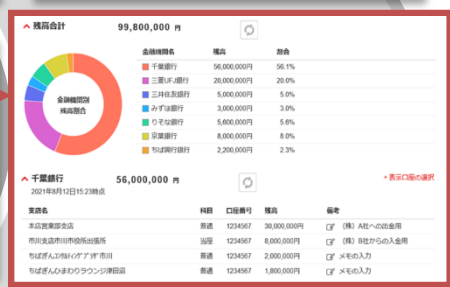 残高合計 99,800,000 円
金融機関名 残高 割合
千葉銀行 56,000,000円 56.1%
三菱UFJ銀行 20,000,000円 20.0%
三井住友銀行 5,000,000円 5.0%
みずほ銀行 3,000,000円 3.0%
りそな銀行 5,600,000円 5.6%
京葉銀行 8,000,000円 8.0%
ちば興行銀行 2,200,000円 2.3%
金融機関別
残高割合
千葉銀行 56,000,000 円
2021年8月12日15:23時点
・表示口座の選択
支店名 科目 口座番号 残高 備考
本店営業部支店 普通 1234567 30,000,000円 (株) A社への出金用
市川支店市川市役所出張所 当座 1234567 8,000,000円 (株) B社からの入金用
ちばぎんコンサルティングプラザ市川 普通 1234567 2,000,000円 メモの入力
ちばぎんひまわりラウンジ津田沼 普通 1234567 1,800,000円 メモの入力